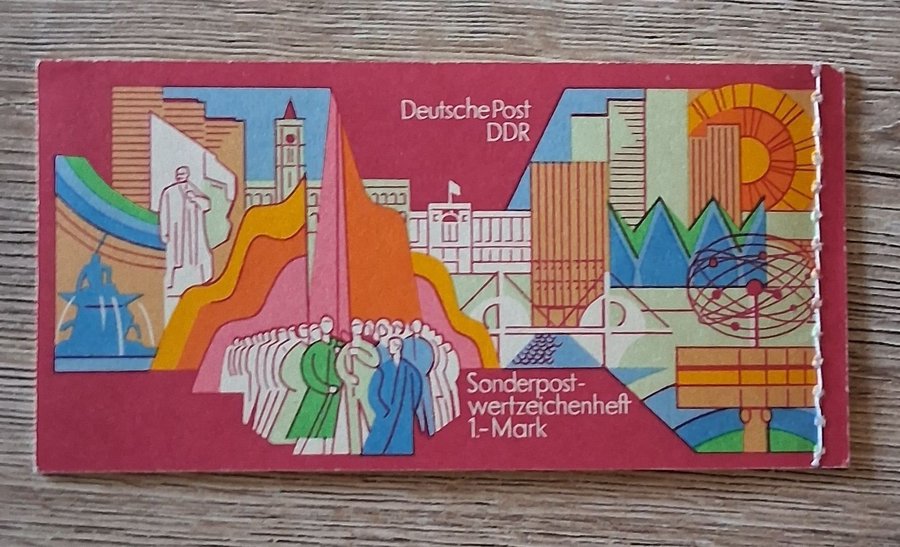 Deutsche Post
DDR
Sonderpost-
wertzeichenheft
1.-Mark